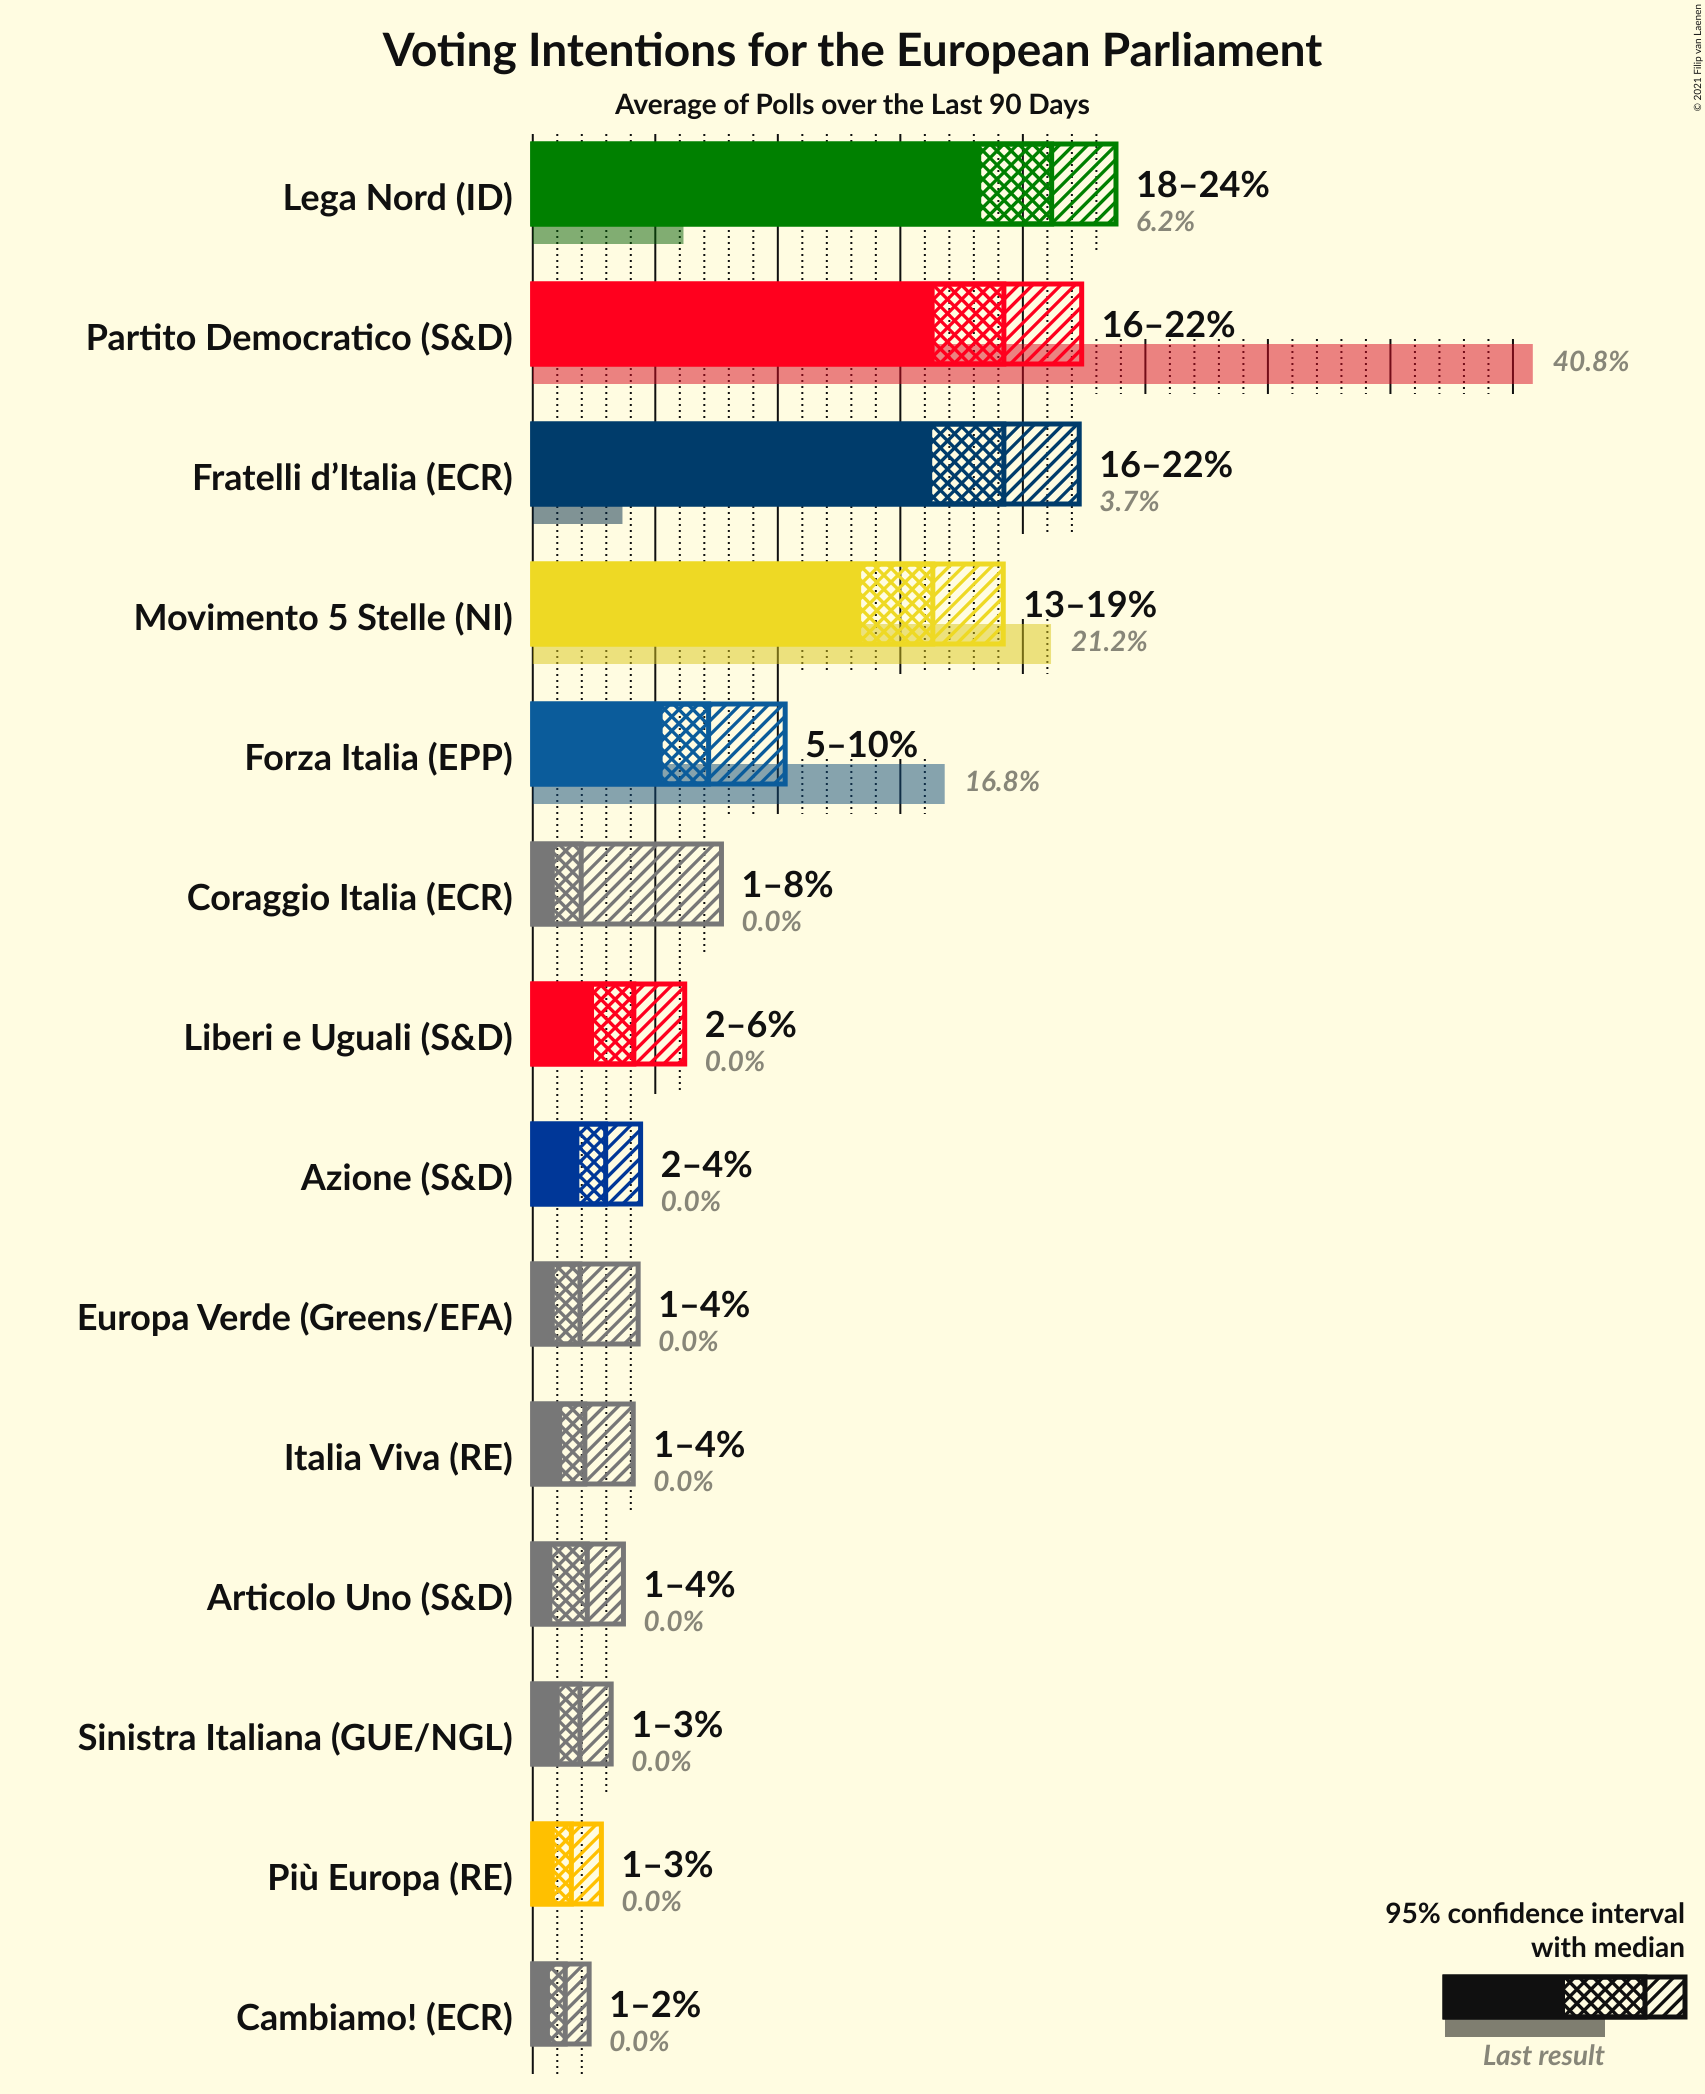 Voting Intentions for the European Parliament
Average of Polls over the Last 90 Days
© 2021 Filip van Laenen
Lega Nord (ID)
18–24%
6.2%
Partito Democratico (S&D)
16–22%
40.8%
Fratelli d’Italia (ECR)
16–22%
3.7%
Movimento 5 Stelle (NI)
13–19%
21.2%
Forza Italia (EPP)
5–10%
16.8%
Coraggio Italia (ECR)
1–8%
0.0%
Liberi e Uguali (S&D)
2–6%
0.0%
Azione (S&D)
2–4%
0.0%
Europa Verde (Greens/EFA)
1–4%
0.0%
Italia Viva (RE)
1–4%
0.0%
Articolo Uno (S&D)
1–4%
0.0%
Sinistra Italiana (GUE/NGL)
1–3%
0.0%
Più Europa (RE)
1–3%
0.0%
Cambiamo! (ECR)
1–2%
0.0%
95% confidence interval
with median
Last result